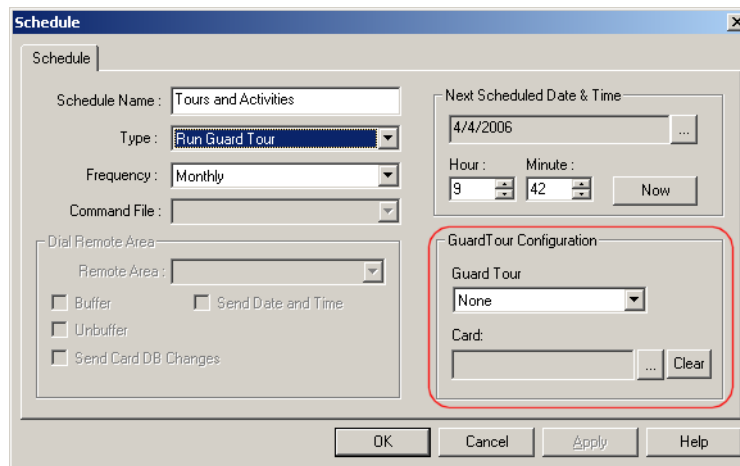 Schedule
Schedule
Schedule Name : Tours and Activities
Type : Run Guard Tour
Frequency : Monthly
Command File :
Dial Remote Area
Remote Area :
Buffer Send Date and Time
Unbuffer
Send Card DB Changes
Next Scheduled Date & Time
4/4/2006 ...
Hour : Minute :
9 42 Now
GuardTour Configuration
Guard Tour
None
Card:
... Clear
OK Cancel Apply Help